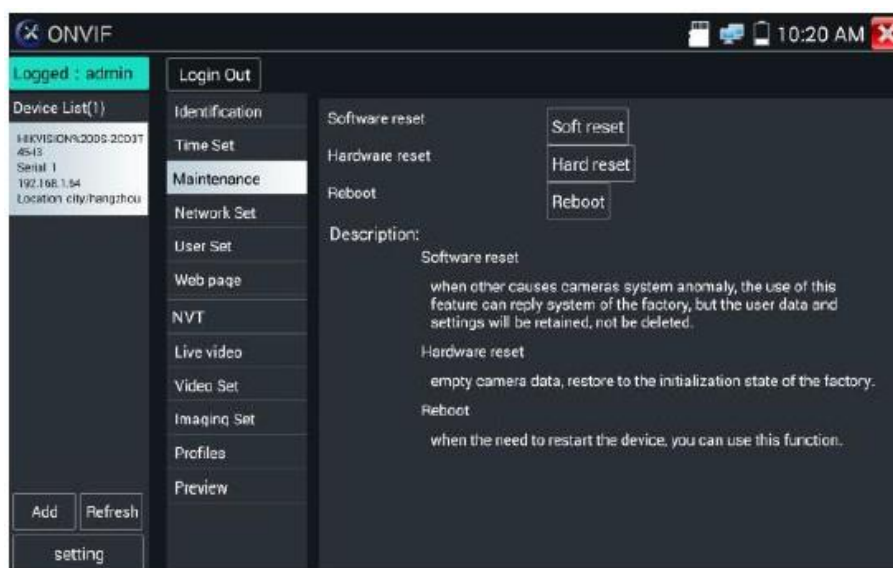 ONVIF
10:20 AM
Logged : admin
Login Out
Device List(1)
HIKVISION%20DS-2CD3T
45-I3
Serial 1
192.168.1.64
Location city/hangzhou
Add
Refresh
setting
Identification
Time Set
Maintenance
Network Set
User Set
Web page
NVT
Live video
Video Set
Imaging Set
Profiles
Preview
Software reset
Soft reset
Hardware reset
Hard reset
Reboot
Reboot
Description:
Software reset
when other causes cameras system anomaly, the use of this
feature can reply system of the factory, but the user data and
settings will be retained, not be deleted.
Hardware reset
empty camera data, restore to the initialization state of the factory.
Reboot
when the need to restart the device, you can use this function.